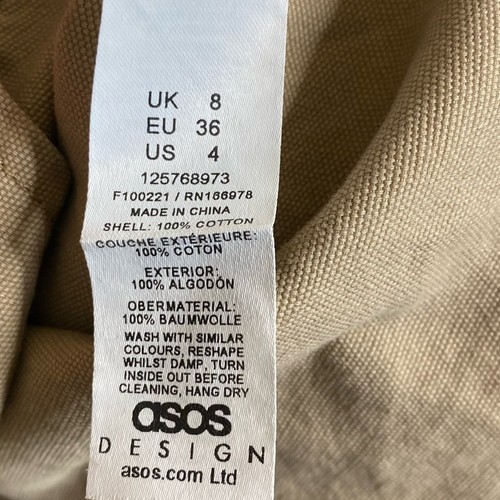 UK 8
EU 36
US 4
125768973
F100221 / RN186978
MADE IN CHINA
SHELL: 100% COTTON
COUCHE EXTÉRIEURE:
100% COTON
EXTERIOR:
100% ALGODÓN
OBERMATERIAL:
100% BAUMWOLLE
WASH WITH SIMILAR
COLOURS, RESHAPE
WHILST DAMP, TURN
INSIDE OUT BEFORE
CLEANING, HANG DRY
asos
DESIGN
asos.com Ltd